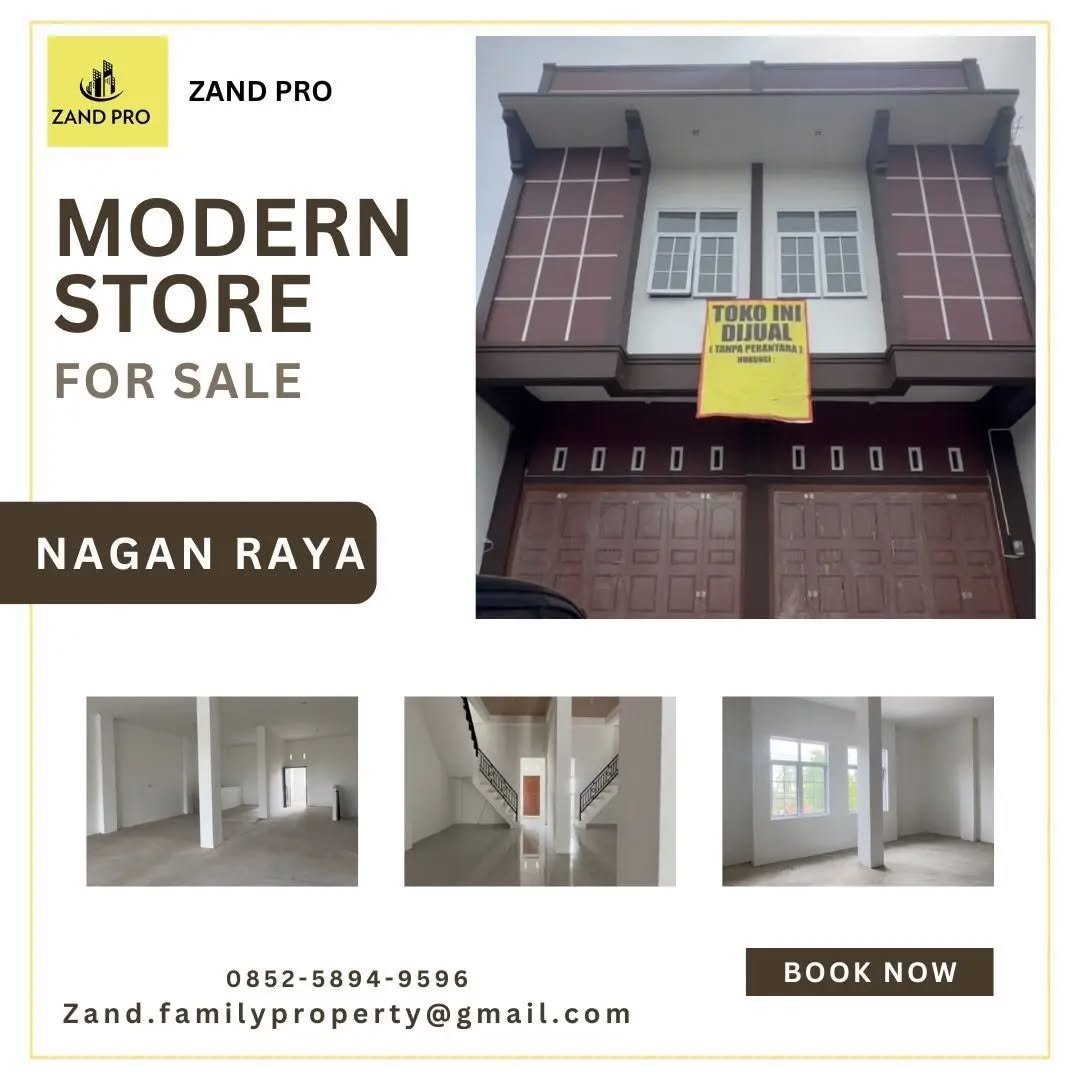 ZAND PRO
ZAND PRO
MODERN
STORE
FOR SALE
TOKO INI
DIJUAL
( TANPA PERANTARA )
HUBUNGI :
NAGAN RAYA
0852-5894-9596
Zand.familyproperty@gmail.com
BOOK NOW